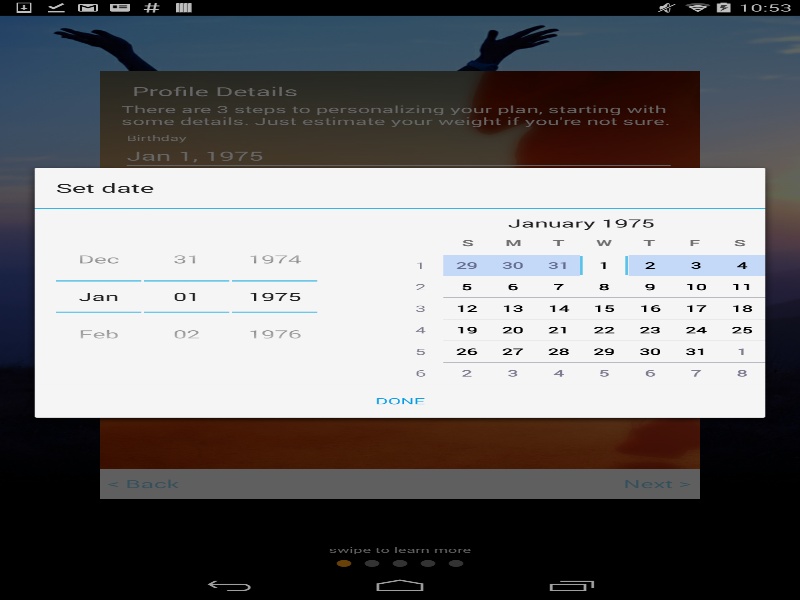 10:53
Profile Details
There are 3 steps to personalizing your plan, starting with
some details. Just estimate your weight if you're not sure.
Birthday
Jan 1, 1975
Set date
Dec 31 1974
Jan 01 1975
Feb 02 1976
January 1975
S M T W T F S
1 29 30 31 1 2 3 4
2 5 6 7 8 9 10 11
3 12 13 14 15 16 17 18
4 19 20 21 22 23 24 25
5 26 27 28 29 30 31 1
6 2 3 4 5 6 7 8
DONE
< Back Next >
swipe to learn more